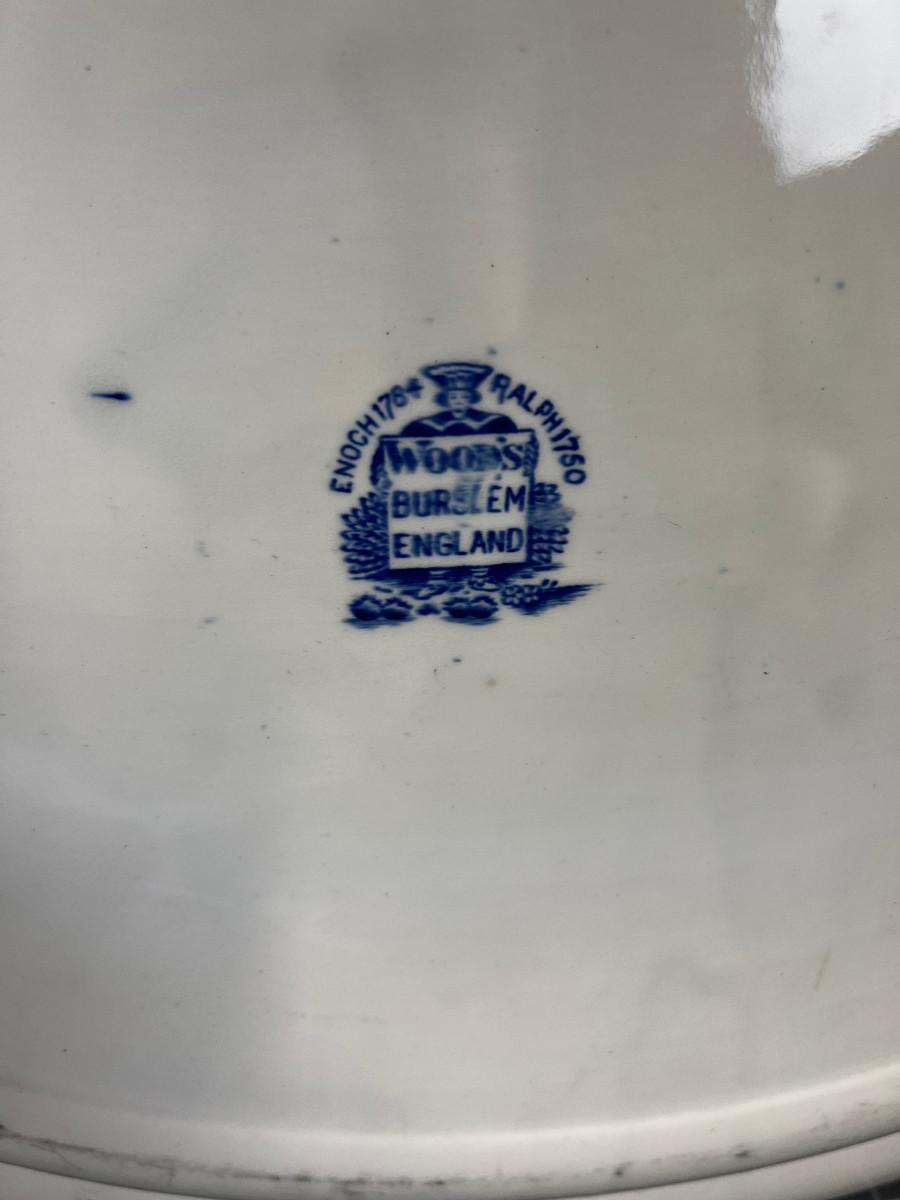 ENOCH 1784 RALPH 1750
WOOD'S
BURSLEM
ENGLAND